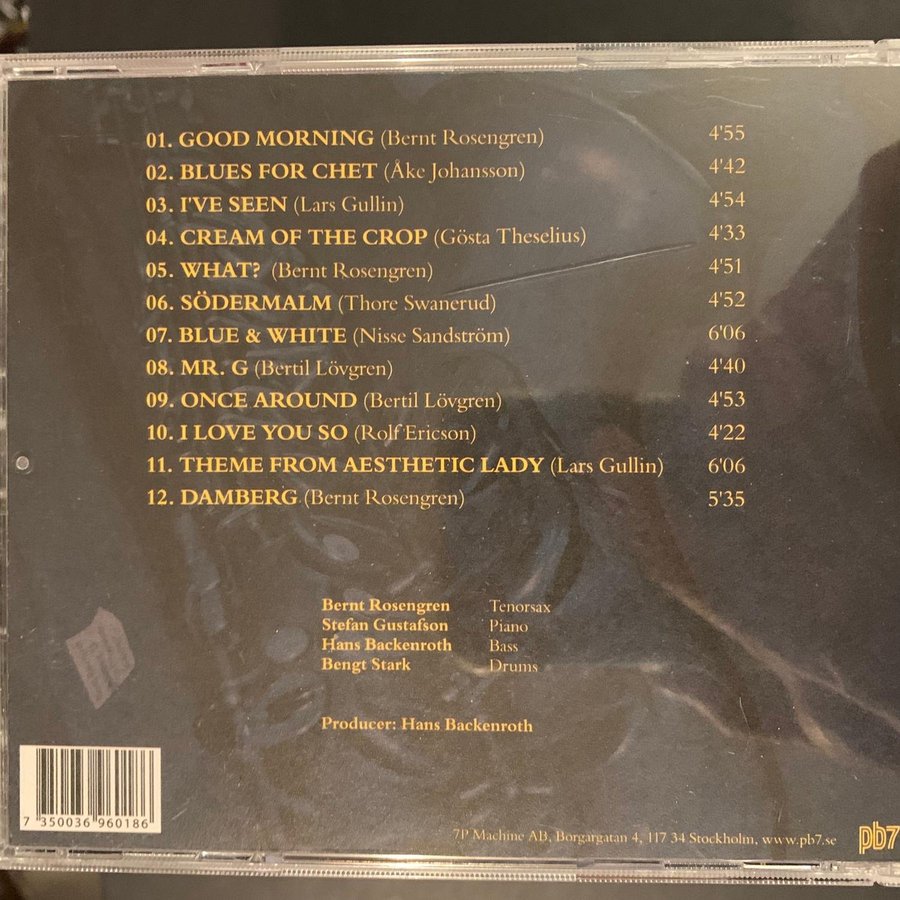 01. GOOD MORNING (Bernt Rosengren) 4'55
02. BLUES FOR CHET (Åke Johansson) 4'42
03. I'VE SEEN (Lars Gullin) 4'54
04. CREAM OF THE CROP (Gösta Theselius) 4'33
05. WHAT? (Bernt Rosengren) 4'51
06. SÖDERMALM (Thore Swanerud) 4'52
07. BLUE & WHITE (Nisse Sandström) 6'06
08. MR. G (Bertil Lövgren) 4'40
09. ONCE AROUND (Bertil Lövgren) 4'53
10. I LOVE YOU SO (Rolf Ericson) 4'22
11. THEME FROM AESTHETIC LADY (Lars Gullin) 6'06
12. DAMBERG (Bernt Rosengren) 5'35
Bernt Rosengren Tenorsax
Stefan Gustafson Piano
Hans Backenroth Bass
Bengt Stark Drums
Producer: Hans Backenroth
7 350036 960186
7P Machine AB, Borgargatan 4, 117 34 Stockholm, www.pb7.se
pb7